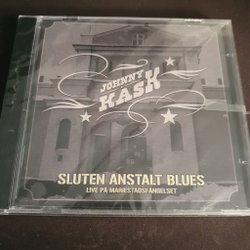 JOHNNY
KASK
SLUTEN ANSTALT BLUES
LIVE PÅ MARIESTADSFÄNGELSET